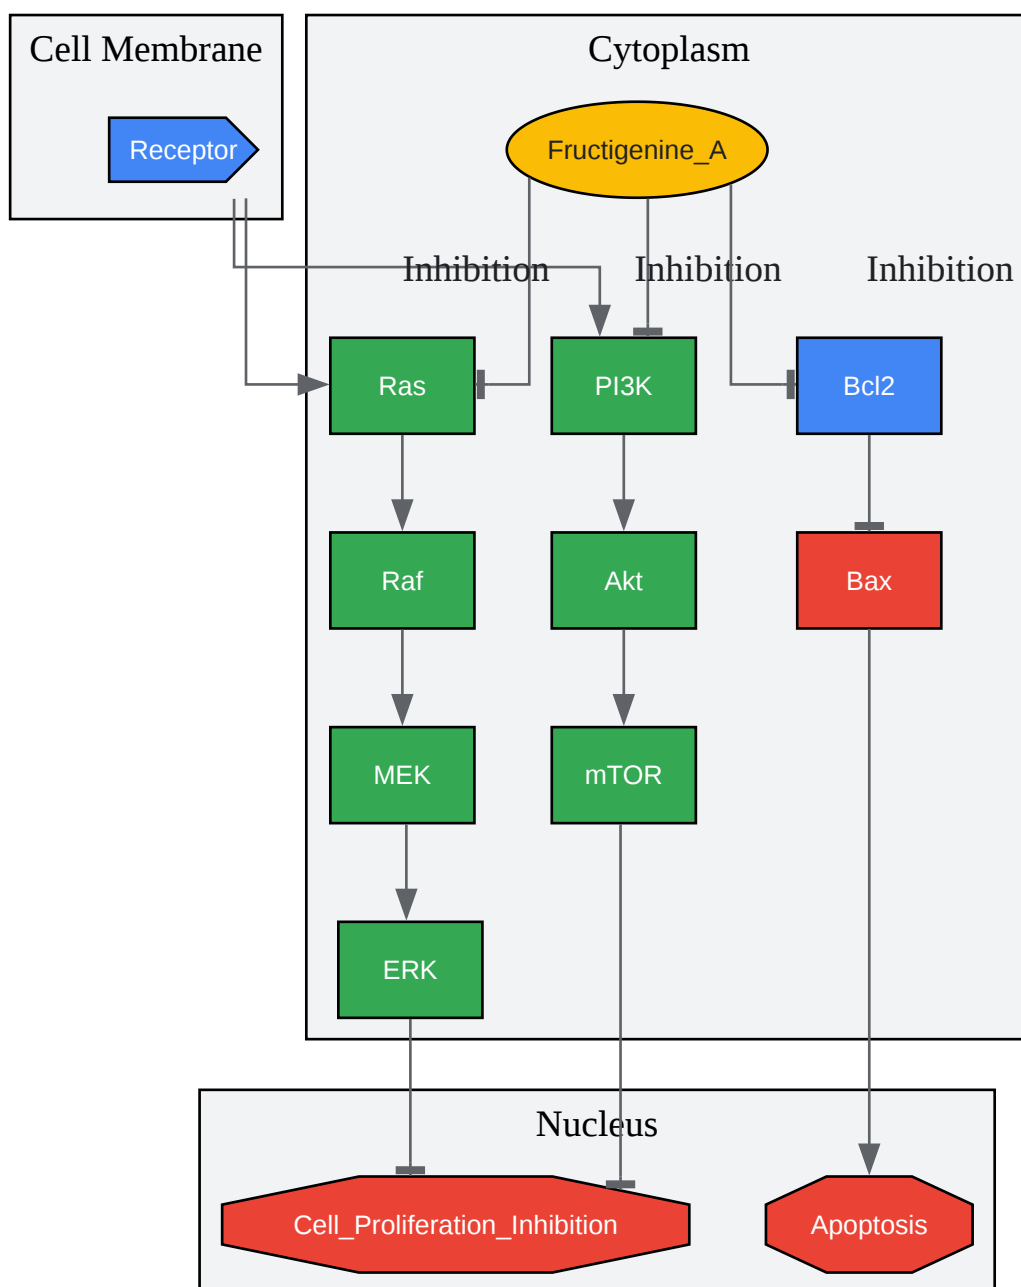 Cell Membrane
Cytoplasm
Receptor
Fructigenine_A
Inhibition
Inhibition
Inhibition
Ras
PI3K
Bcl2
Raf
Akt
Bax
MEK
mTOR
ERK
Nucleus
Cell_Proliferation_Inhibition
Apoptosis